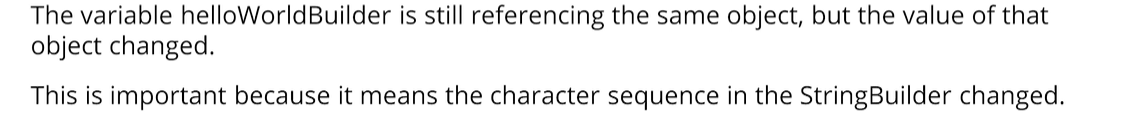 The variable helloWorldBuilder is still referencing the same object, but the value of that
object changed.
This is important because it means the character sequence in the StringBuilder changed.